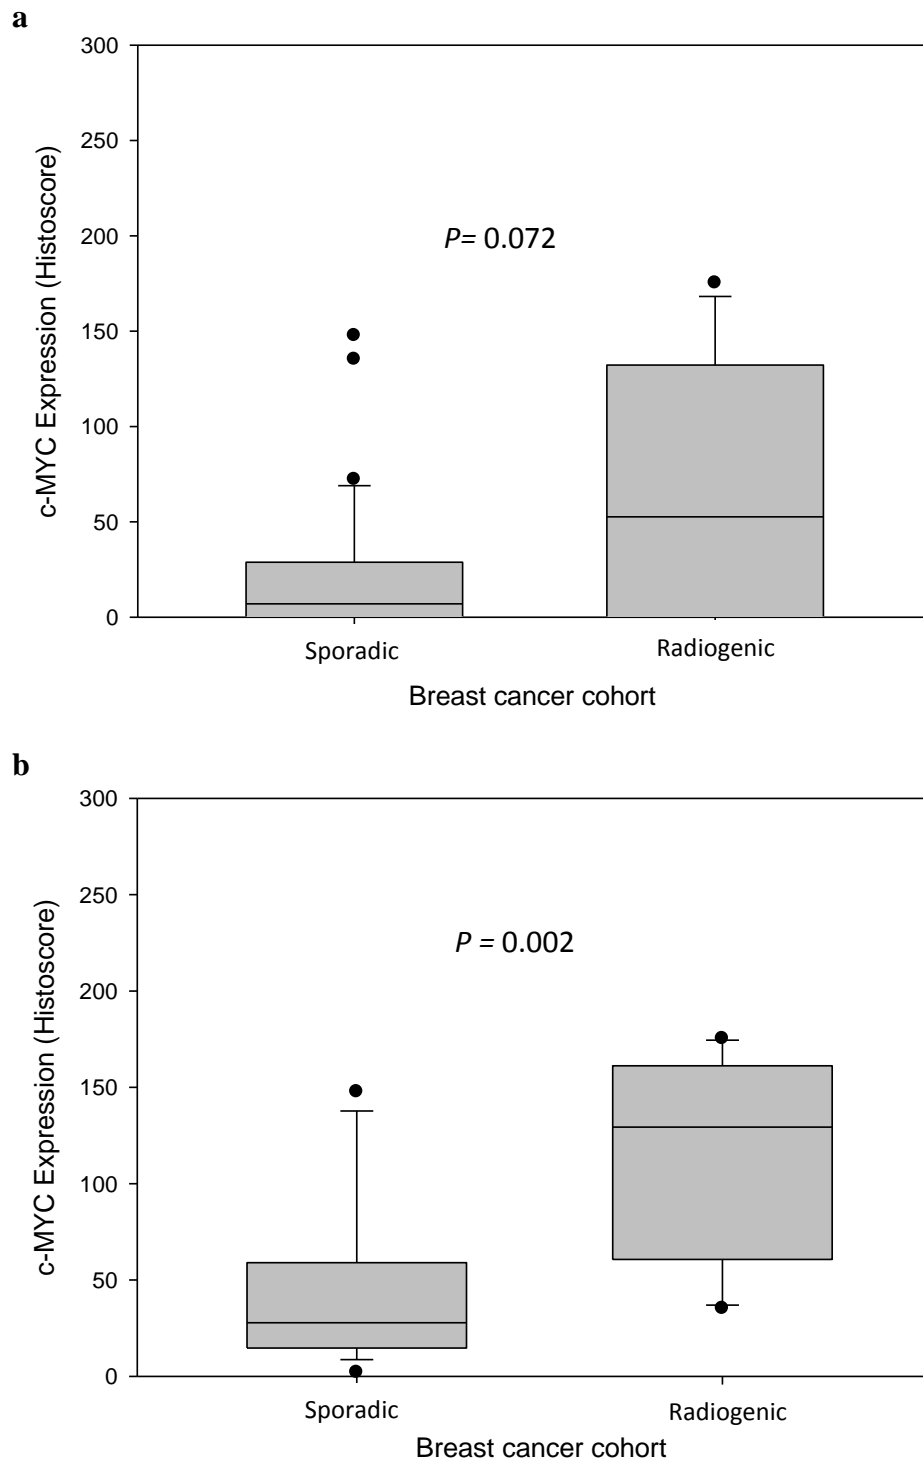 a
300
250
200
150
100
50
0
c-MYC Expression (Histoscore)
P= 0.072
Sporadic
Radiogenic
Breast cancer cohort
b
300
250
200
150
100
50
0
c-MYC Expression (Histoscore)
P = 0.002
Sporadic
Radiogenic
Breast cancer cohort